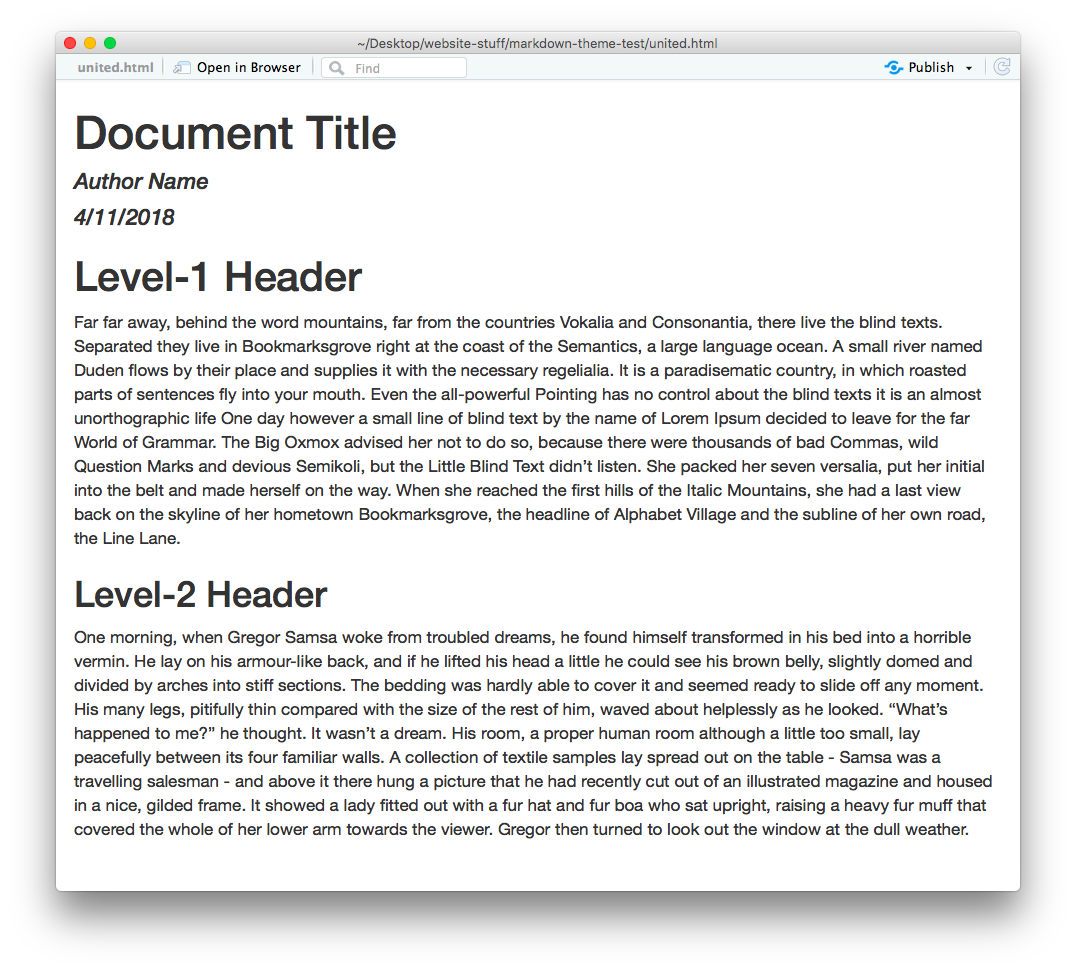 ~/Desktop/website-stuff/markdown-theme-test/united.html
united.html Open in Browser Find Publish
Document Title
Author Name
4/11/2018
Level-1 Header
Far far away, behind the word mountains, far from the countries Vokalia and Consonantia, there live the blind texts.
Separated they live in Bookmarksgrove right at the coast of the Semantics, a large language ocean. A small river named
Duden flows by their place and supplies it with the necessary regelialia. It is a paradisematic country, in which roasted
parts of sentences fly into your mouth. Even the all-powerful Pointing has no control about the blind texts it is an almost
unorthographic life One day however a small line of blind text by the name of Lorem Ipsum decided to leave for the far
World of Grammar. The Big Oxmox advised her not to do so, because there were thousands of bad Commas, wild
Question Marks and devious Semikoli, but the Little Blind Text didn’t listen. She packed her seven versalia, put her initial
into the belt and made herself on the way. When she reached the first hills of the Italic Mountains, she had a last view
back on the skyline of her hometown Bookmarksgrove, the headline of Alphabet Village and the subline of her own road,
the Line Lane.
Level-2 Header
One morning, when Gregor Samsa woke from troubled dreams, he found himself transformed in his bed into a horrible
vermin. He lay on his armour-like back, and if he lifted his head a little he could see his brown belly, slightly domed and
divided by arches into stiff sections. The bedding was hardly able to cover it and seemed ready to slide off any moment.
His many legs, pitifully thin compared with the size of the rest of him, waved about helplessly as he looked. “What’s
happened to me?” he thought. It wasn’t a dream. His room, a proper human room although a little too small, lay
peacefully between its four familiar walls. A collection of textile samples lay spread out on the table - Samsa was a
travelling salesman - and above it there hung a picture that he had recently cut out of an illustrated magazine and housed
in a nice, gilded frame. It showed a lady fitted out with a fur hat and fur boa who sat upright, raising a heavy fur muff that
covered the whole of her lower arm towards the viewer. Gregor then turned to look out the window at the dull weather.